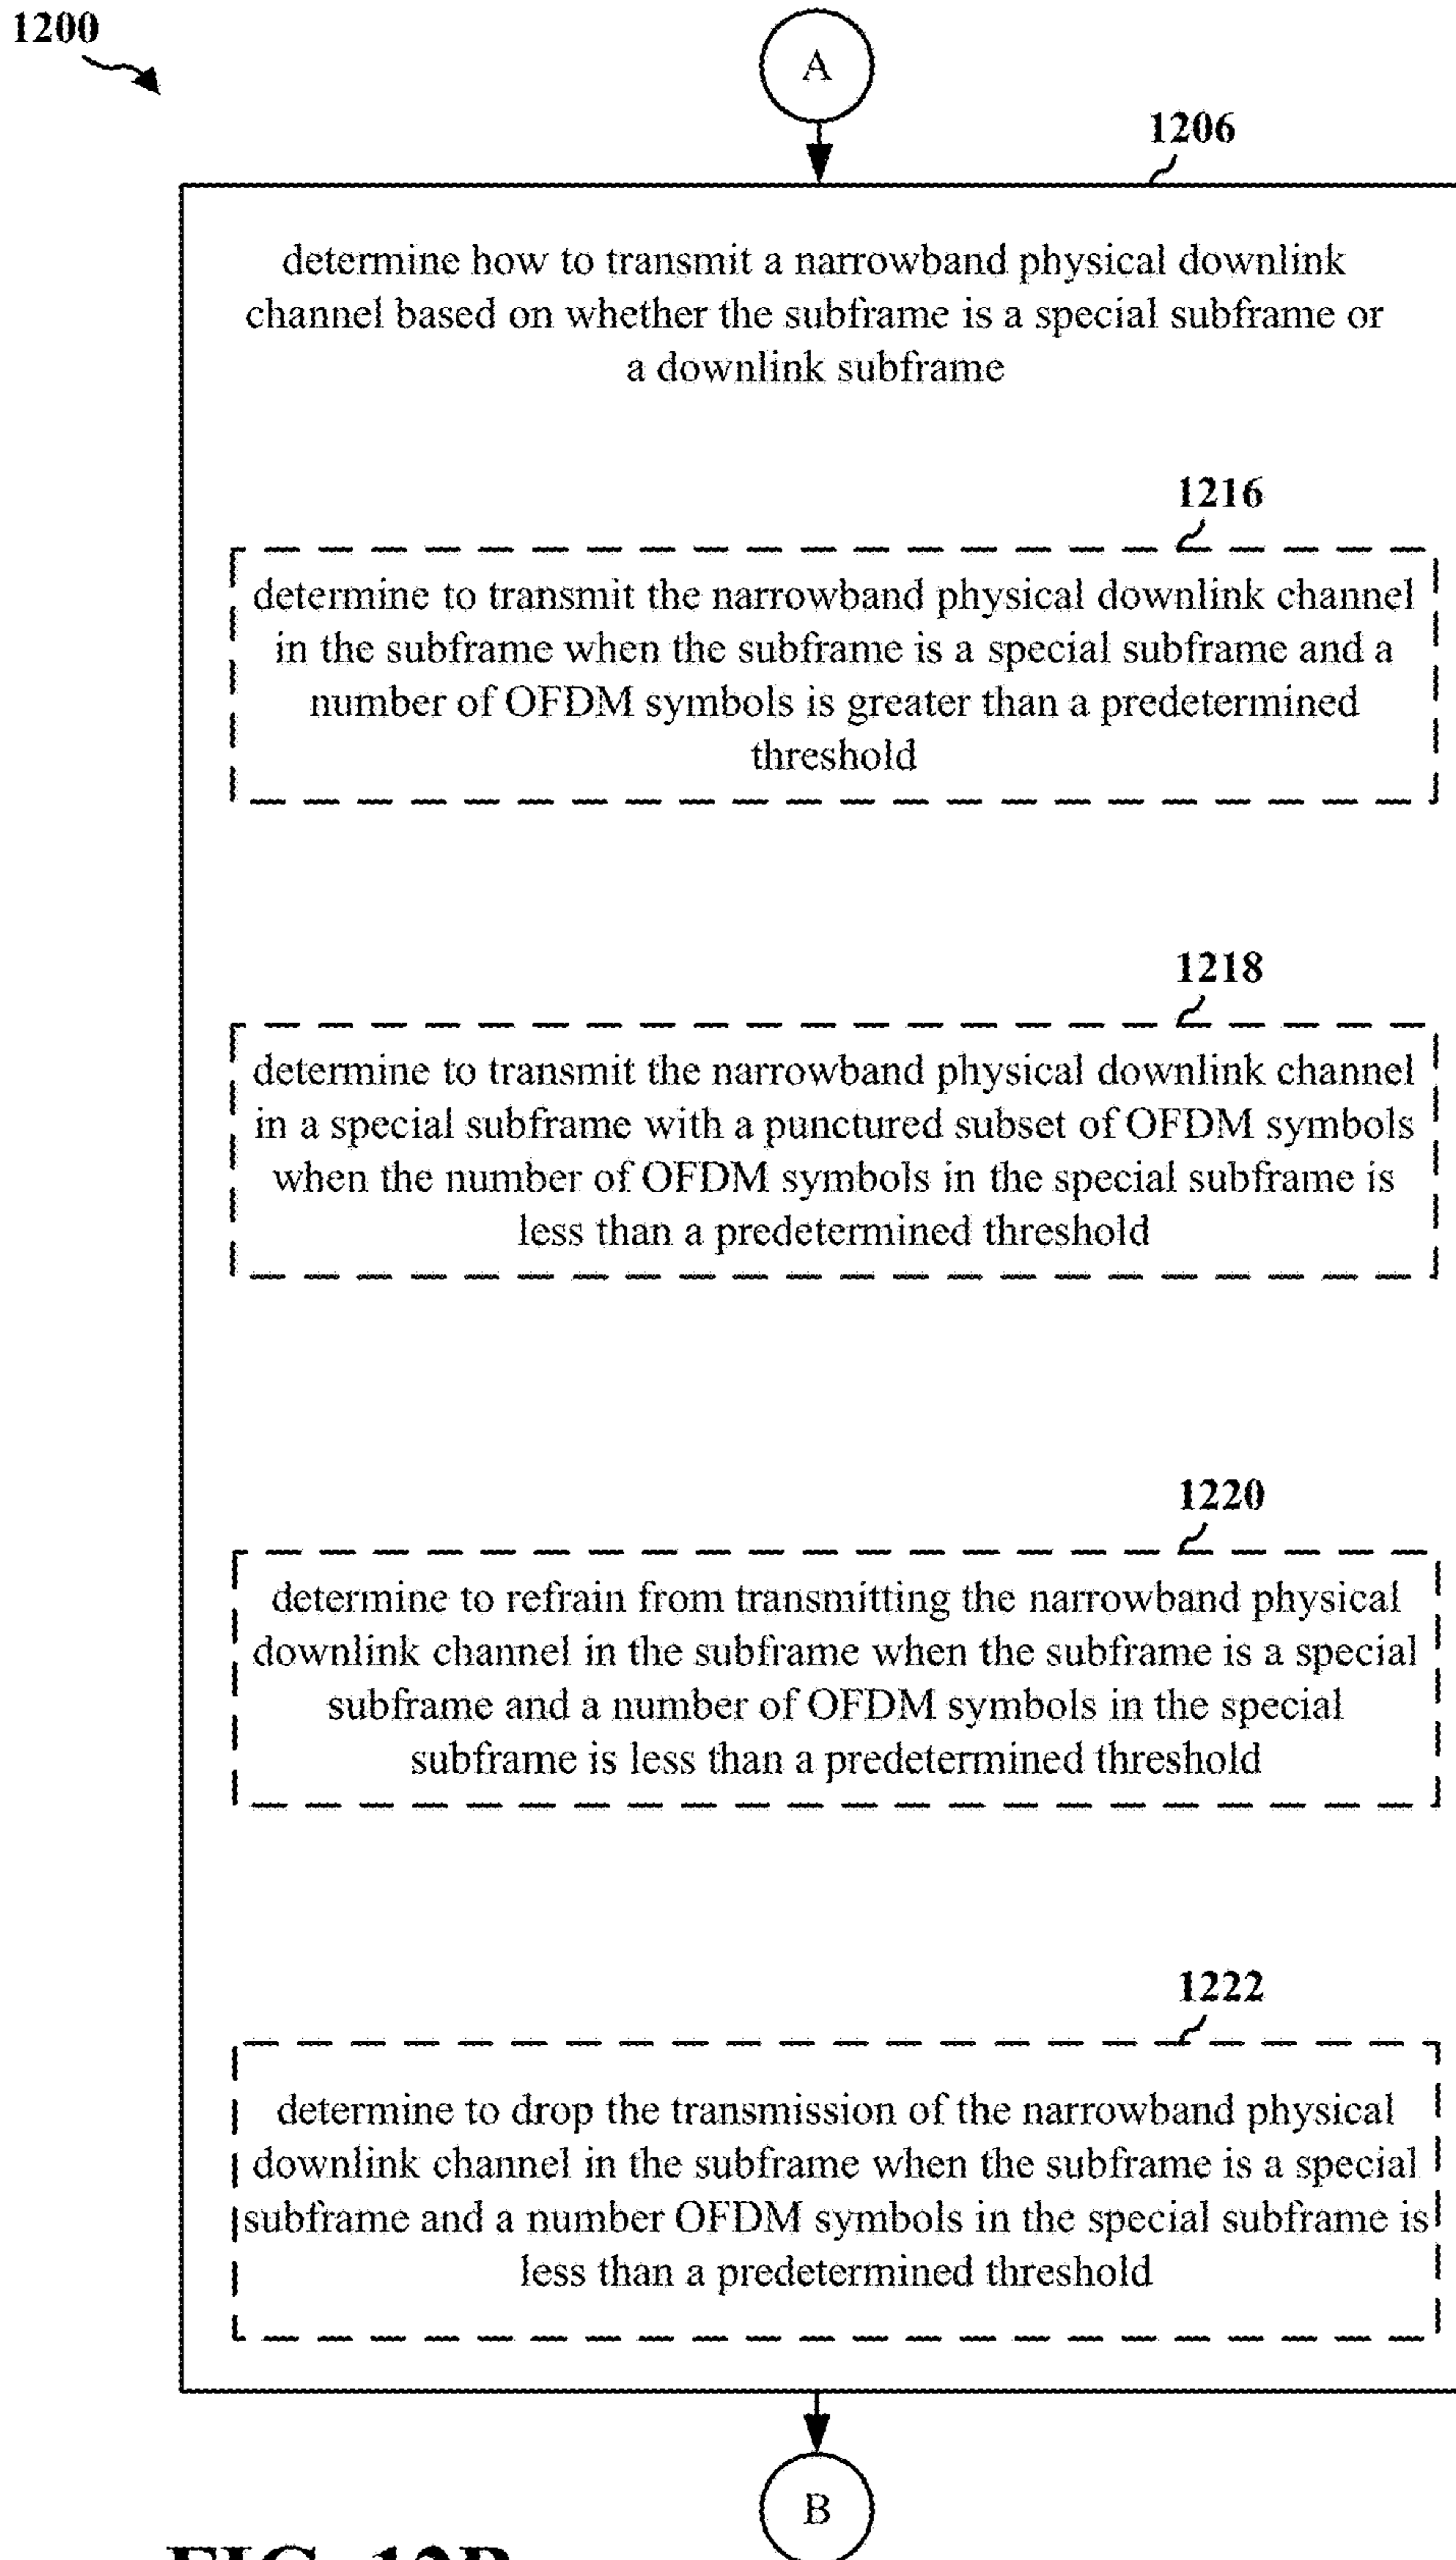 1200
A
1206
determine how to transmit a narrowband physical downlink
channel based on whether the subframe is a special subframe or
a downlink subframe
1216
determine to transmit the narrowband physical downlink channel
in the subframe when the subframe is a special subframe and a
number of OFDM symbols is greater than a predetermined
threshold
1218
determine to transmit the narrowband physical downlink channel
in a special subframe with a punctured subset of OFDM symbols
when the number of OFDM symbols in the special subframe is
less than a predetermined threshold
1220
determine to refrain from transmitting the narrowband physical
downlink channel in the subframe when the subframe is a special
subframe and a number of OFDM symbols in the special
subframe is less than a predetermined threshold
1222
determine to drop the transmission of the narrowband physical
downlink channel in the subframe when the subframe is a special
subframe and a number OFDM symbols in the special subframe is
less than a predetermined threshold
B
FIG. 12B